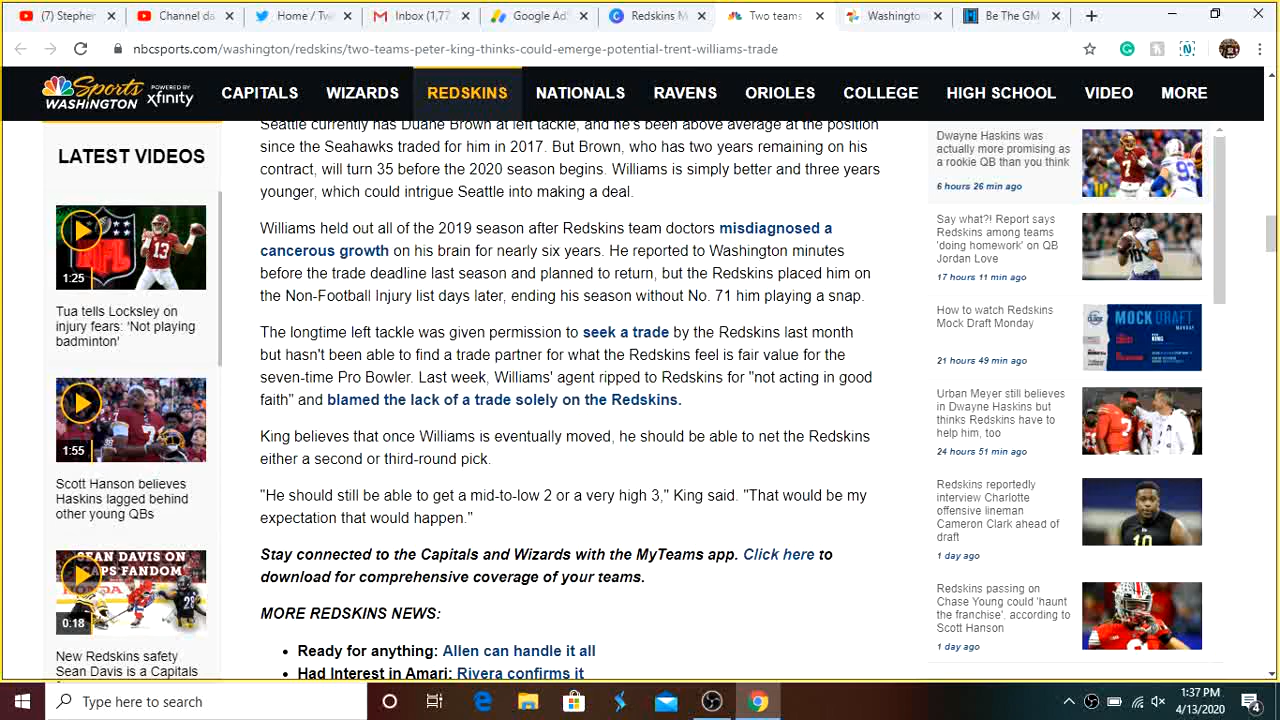 (7) Stepher
Channel da
Home / Tw
Inbox (1,77
Google AdS
Redskins M
Two teams
Washington
Be The GM
nbcsports.com/washington/redskins/two-teams-peter-king-thinks-could-emerge-potential-trent-williams-trade
Sports
WASHINGTON
POWERED BY
xfinity
CAPITALS
WIZARDS
REDSKINS
NATIONALS
RAVENS
ORIOLES
COLLEGE
HIGH SCHOOL
VIDEO
MORE
LATEST VIDEOS
1:25
Tua tells Locksley on
injury fears: 'Not playing
badminton'
1:55
Scott Hanson believes
Haskins lagged behind
other young QBs
SEAN DAVIS ON
CAPS FANDOM
0:18
New Redskins safety
Sean Davis is a Capitals
Seattle currently has Duane Brown at left tackle, and he's been above average at the position
since the Seahawks traded for him in 2017. But Brown, who has two years remaining on his
contract, will turn 35 before the 2020 season begins. Williams is simply better and three years
younger, which could intrigue Seattle into making a deal.
Williams held out all of the 2019 season after Redskins team doctors misdiagnosed a
cancerous growth on his brain for nearly six years. He reported to Washington minutes
before the trade deadline last season and planned to return, but the Redskins placed him on
the Non-Football Injury list days later, ending his season without No. 71 him playing a snap.
The longtime left tackle was given permission to seek a trade by the Redskins last month
but hasn't been able to find a trade partner for what the Redskins feel is fair value for the
seven-time Pro Bowler. Last week, Williams' agent ripped to Redskins for "not acting in good
faith" and blamed the lack of a trade solely on the Redskins.
King believes that once Williams is eventually moved, he should be able to net the Redskins
either a second or third-round pick.
"He should still be able to get a mid-to-low 2 or a very high 3," King said. "That would be my
expectation that would happen."
Stay connected to the Capitals and Wizards with the MyTeams app. Click here to
download for comprehensive coverage of your teams.
MORE REDSKINS NEWS:
• Ready for anything: Allen can handle it all
• Had Interest in Amari: Rivera confirms it
Dwayne Haskins was
actually more promising as
a rookie QB than you think
6 hours 26 min ago
Say what?! Report says
Redskins among teams
'doing homework' on QB
Jordan Love
17 hours 11 min ago
How to watch Redskins
Mock Draft Monday
21 hours 49 min ago
MOCK DRAFT
MONDAY
Urban Meyer still believes
in Dwayne Haskins but
thinks Redskins have to
help him, too
24 hours 51 min ago
Redskins reportedly
interview Charlotte
offensive lineman
Cameron Clark ahead of
draft
1 day ago
Redskins passing on
Chase Young could 'haunt
the franchise', according to
Scott Hanson
1 day ago
Type here to search
1:37 PM
4/13/2020
4